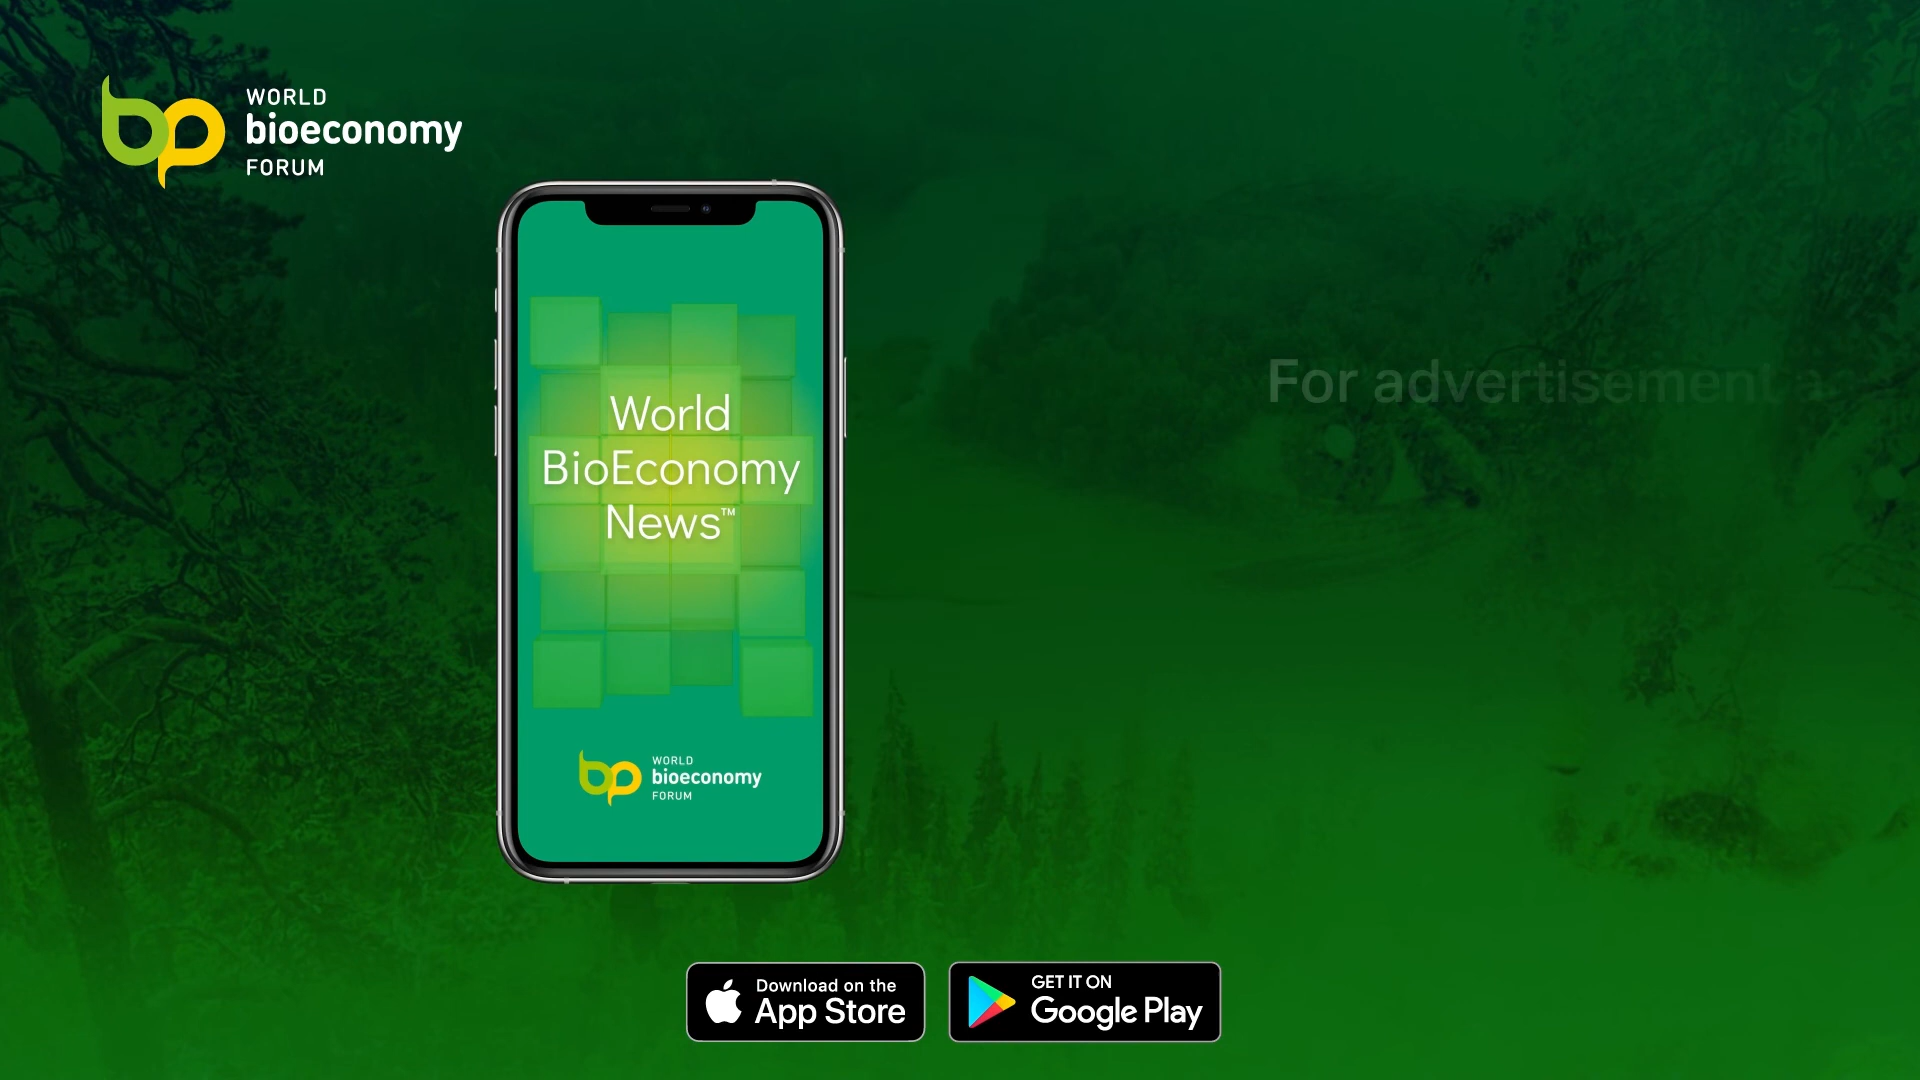 WORLD
bioeconomy
FORUM
World
BioEconomy
News™
WORLD
bioeconomy
FORUM
For advertisement
Download on the
App Store
GET IT ON
Google Play